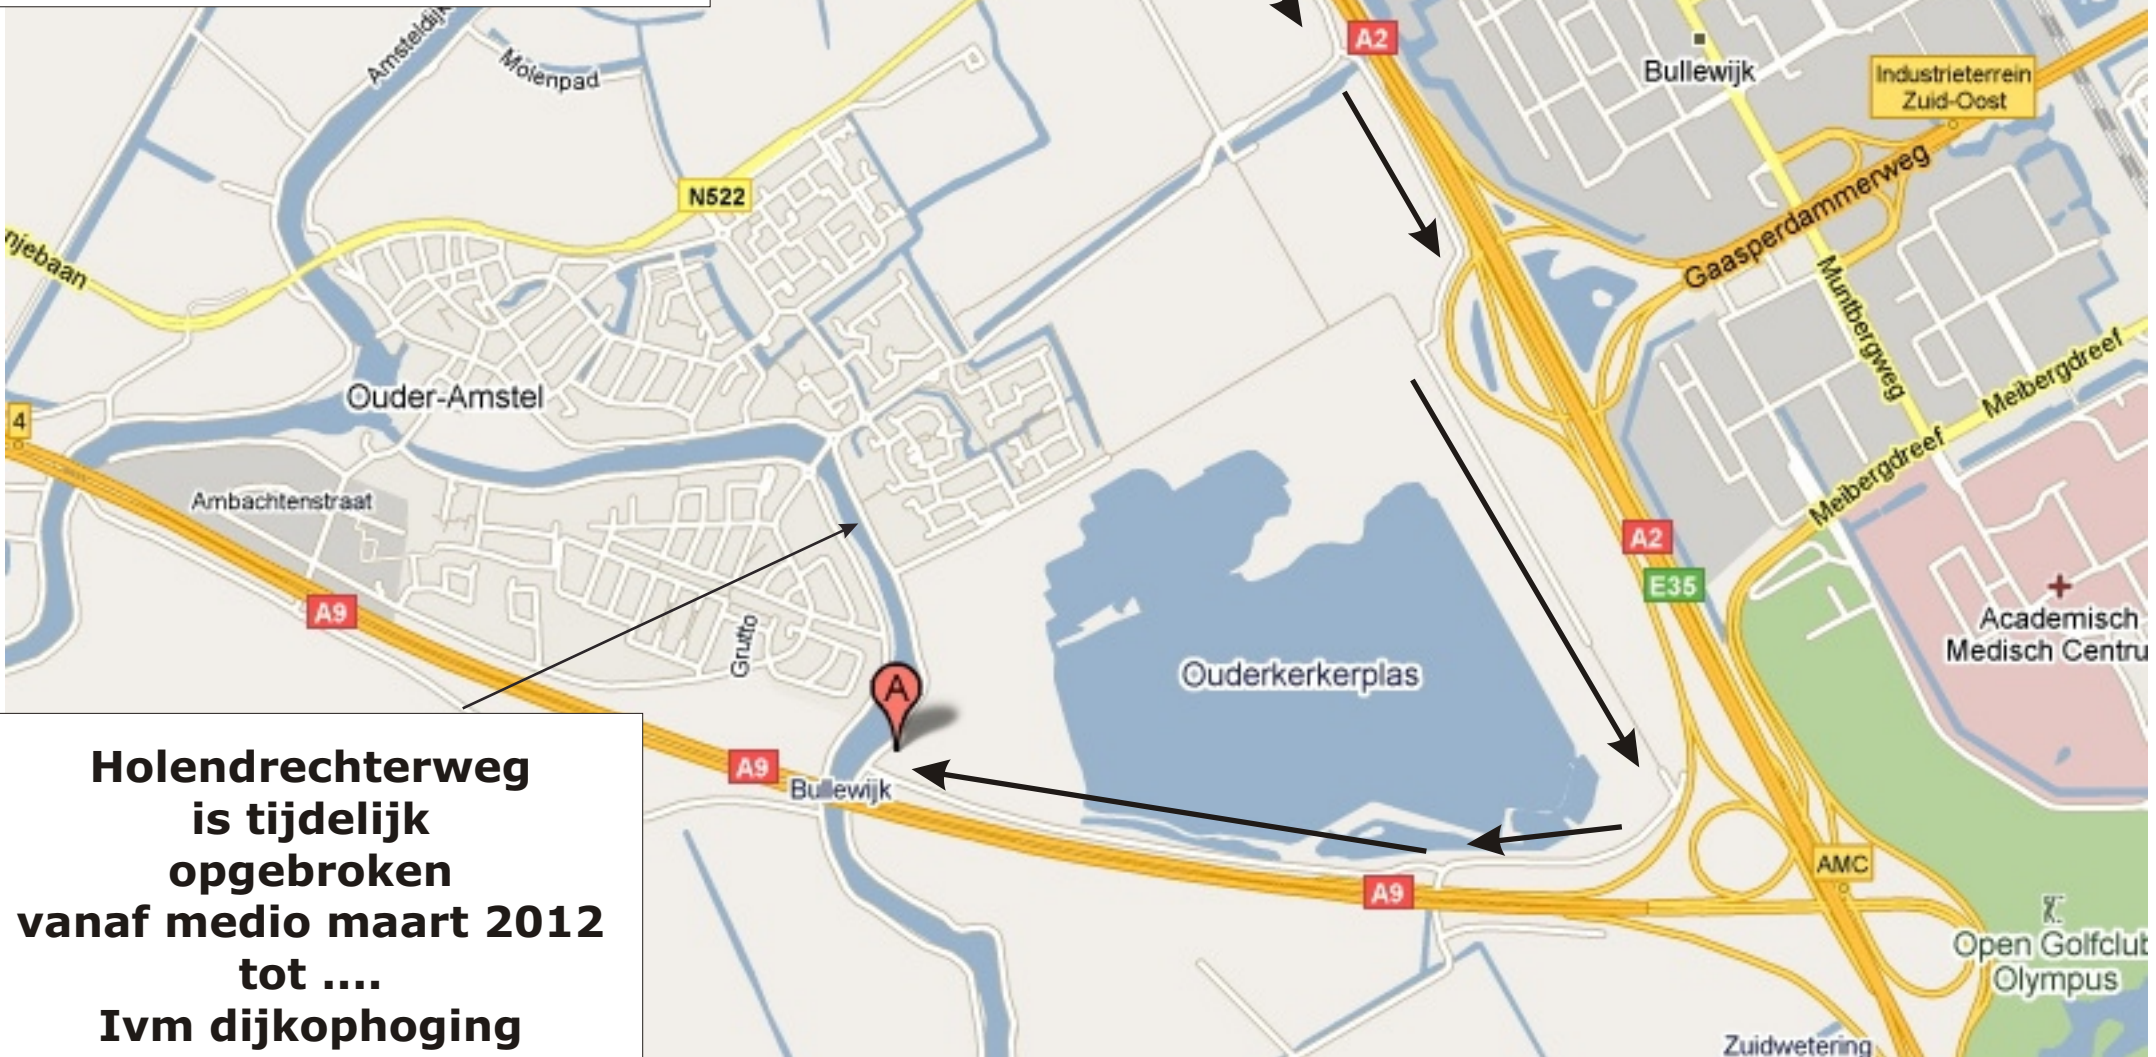 Amsteldijk
Molenpad
A2
Bullewijk
Industrieterrein
Zuid-Oost
N522
Gaasperdammerweg
njebaan
Muntbergweg
Meibergdreef
Ouder-Amstel
4
Meibergdreef
Ambachtenstraat
A2
E35
A9
Academisch
Medisch Centru
Grutto
A
Ouderkerkerplas
Holendrechterweg
is tijdelijk
opgebroken
vanaf medio maart 2012
tot ....
Ivm dijkophoging
A9
Bullewijk
AMC
A9
Open Golfclub
Olympus
Zuidwetering